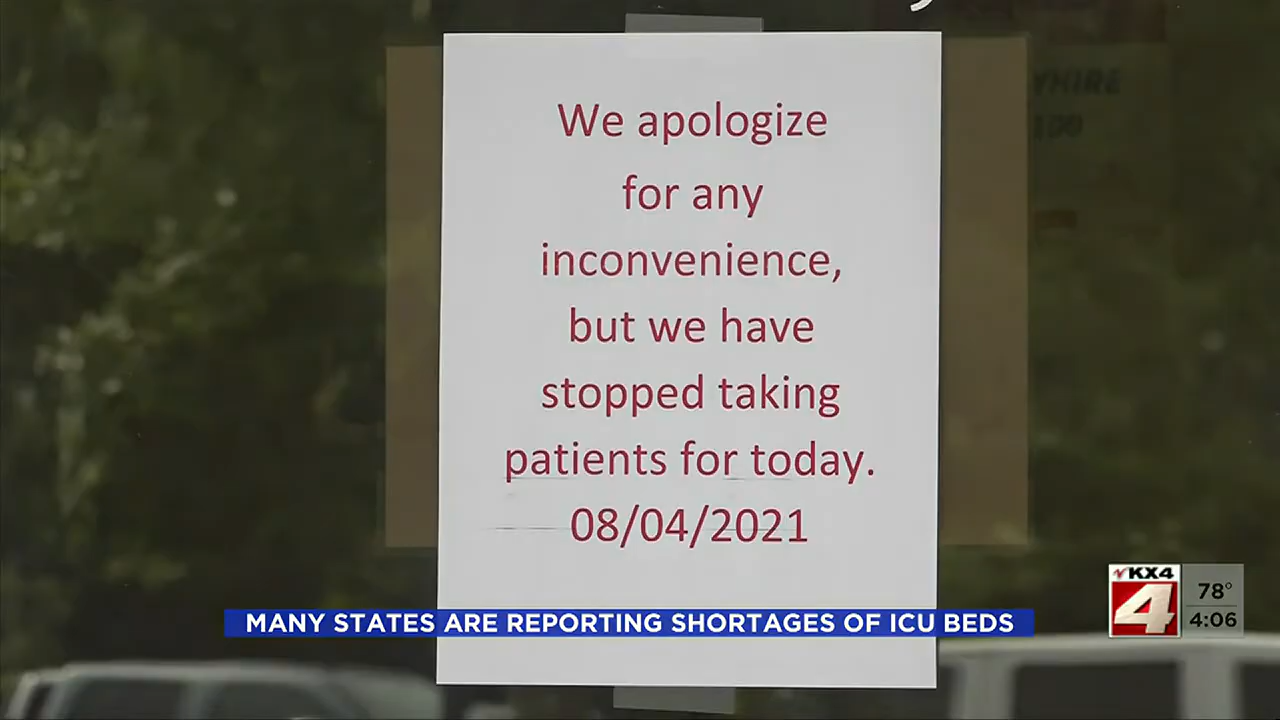 We apologize
for any
inconvenience,
but we have
stopped taking
patients for today.
08/04/2021
MANY STATES ARE REPORTING SHORTAGES OF ICU BEDS
KX4
4
78°
4:06